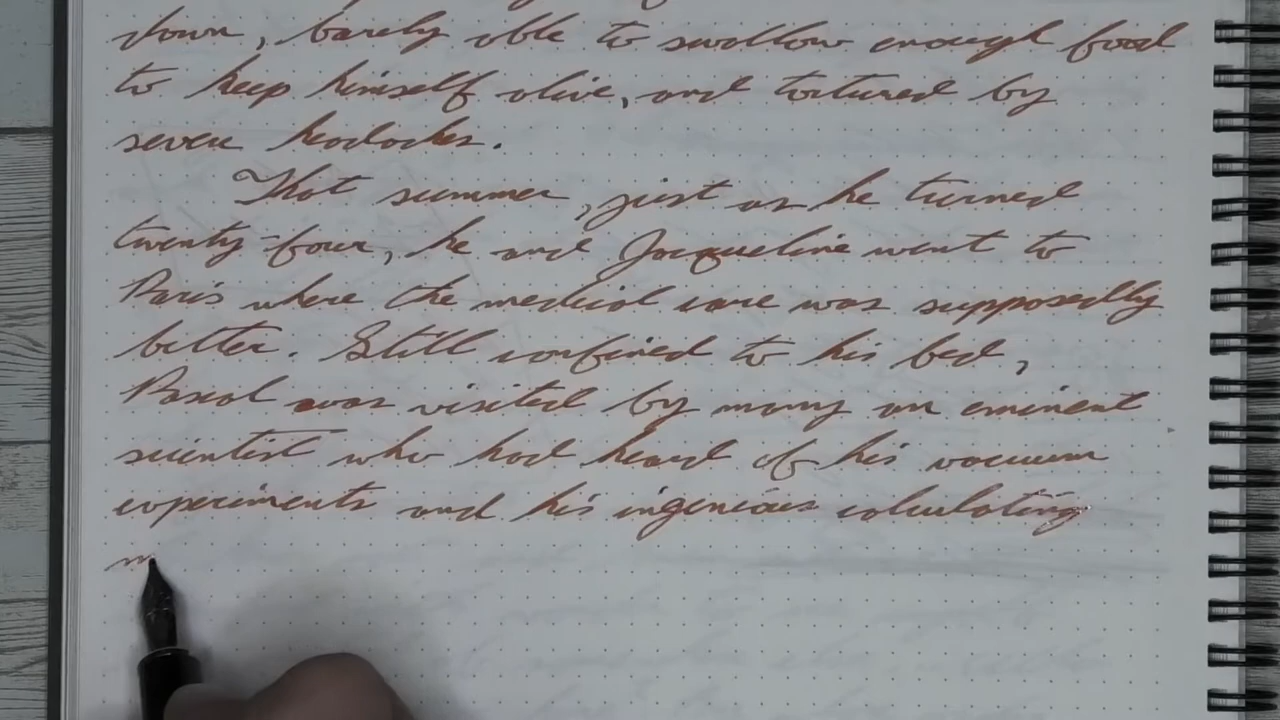 down, barely able to swallow enough food
to keep himself alive, and tortured by
severe headaches.
That summer, just as he turned
twenty-four, he and Jacqueline went to
Paris where the medical care was supposedly
better. Still confined to his bed,
Pascal was visited by many an eminent
scientist who had heard of his vacuum
experiments and his ingenious calculating
m